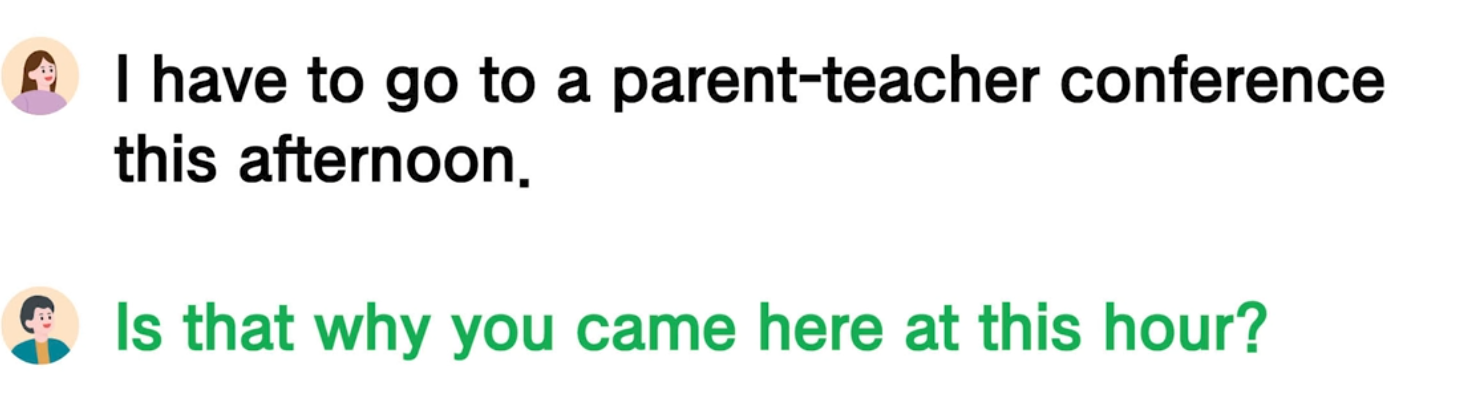 I have to go to a parent-teacher conference
this afternoon.
Is that why you came here at this hour?